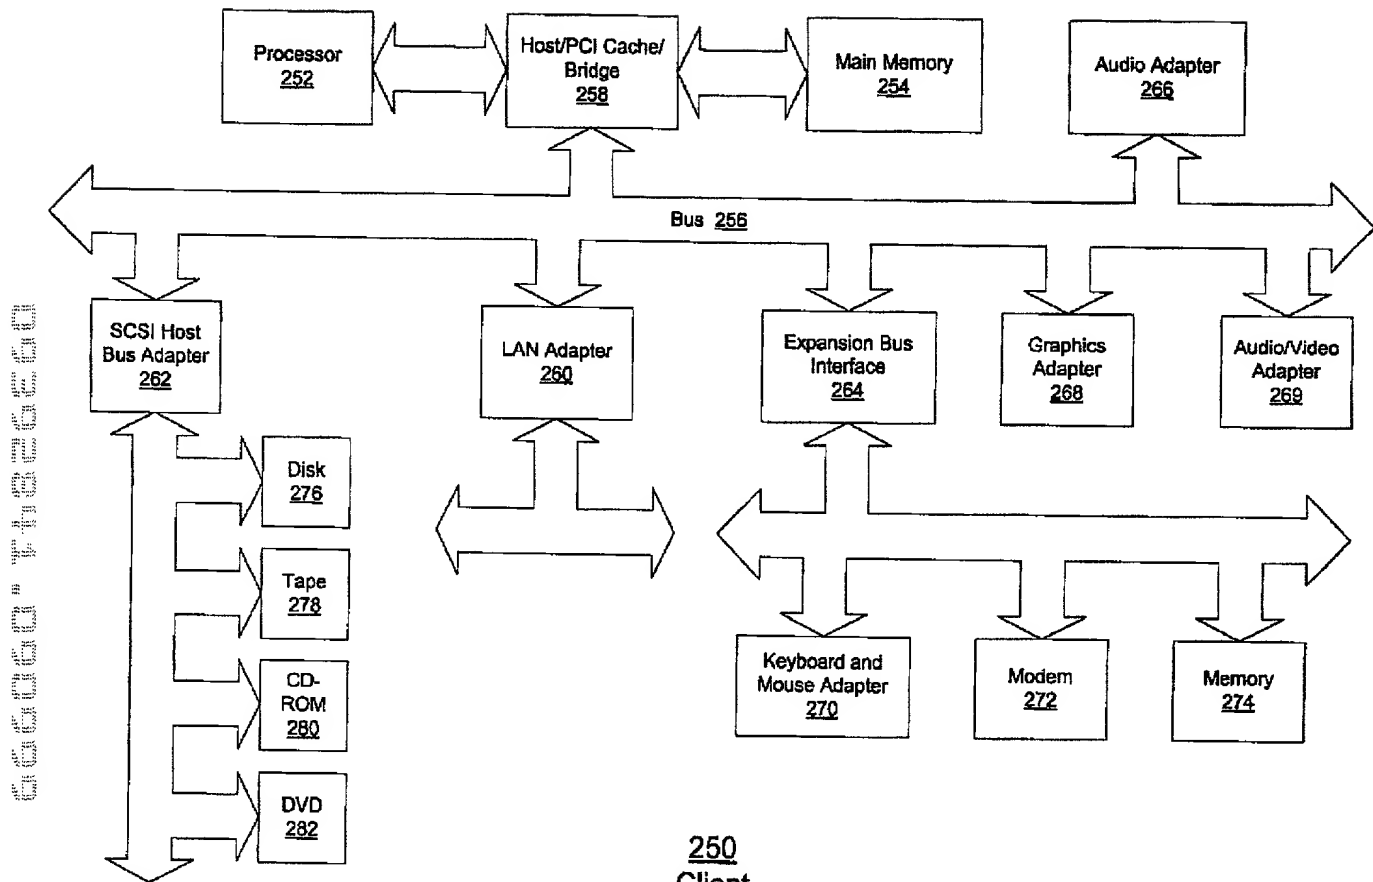 Processor
252
Host/PCI Cache/
Bridge
258
Main Memory
254
Audio Adapter
266
Bus 256
SCSI Host
Bus Adapter
262
LAN Adapter
260
Expansion Bus
Interface
264
Graphics
Adapter
268
Audio/Video
Adapter
269
Disk
276
Tape
278
CD-
ROM
280
DVD
282
Keyboard and
Mouse Adapter
270
Modem
272
Memory
274
250
Client